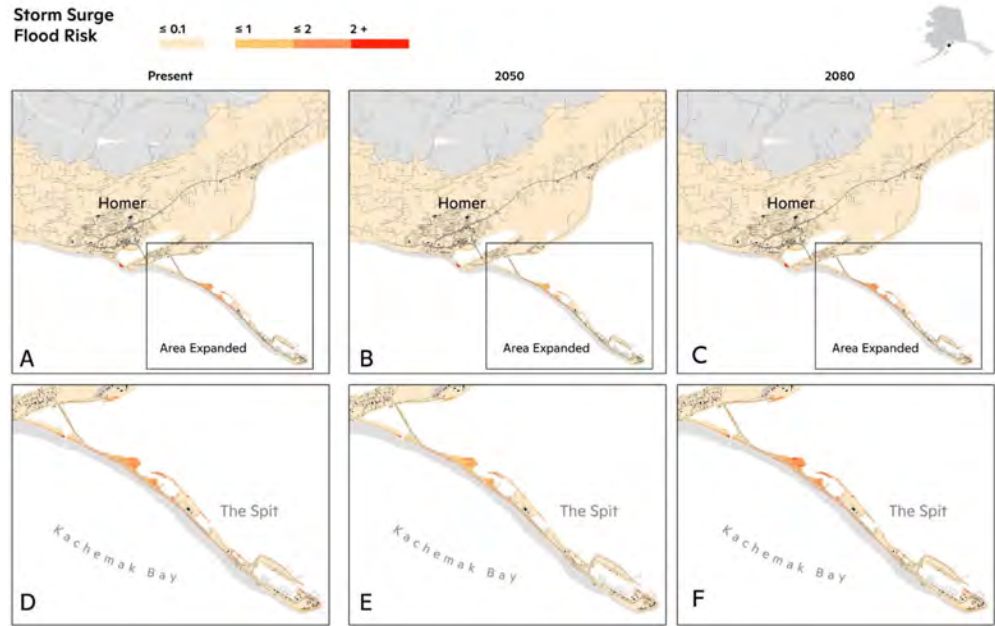 Storm Surge
Flood Risk
≤ 0.1
≤ 1
≤ 2
2 +
Present
2050
2080
Homer
Area Expanded
A
Homer
Area Expanded
B
Homer
Area Expanded
C
The Spit
Kachemak Bay
D
The Spit
Kachemak Bay
E
The Spit
Kachemak Bay
F